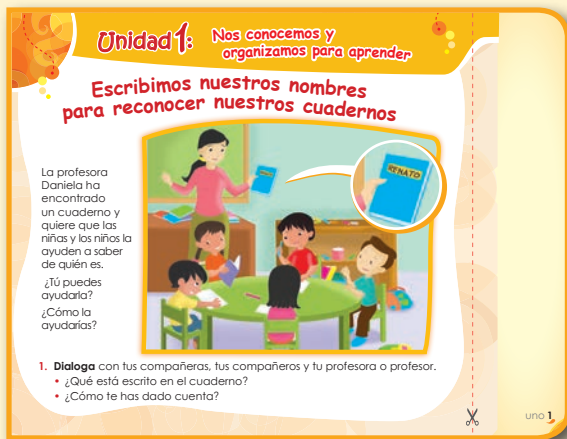 Unidad 1:
Nos conocemos y
organizamos para aprender
Escribimos nuestros nombres
para reconocer nuestros cuadernos
La profesora
Daniela ha
encontrado
un cuaderno y
quiere que las
niñas y los niños la
ayuden a saber
de quién es.
¿Tú puedes
ayudarla?
¿Cómo la
ayudarías?
RENATO
1. Dialoga con tus compañeras, tus compañeros y tu profesora o profesor.
• ¿Qué está escrito en el cuaderno?
• ¿Cómo te has dado cuenta?
uno 1